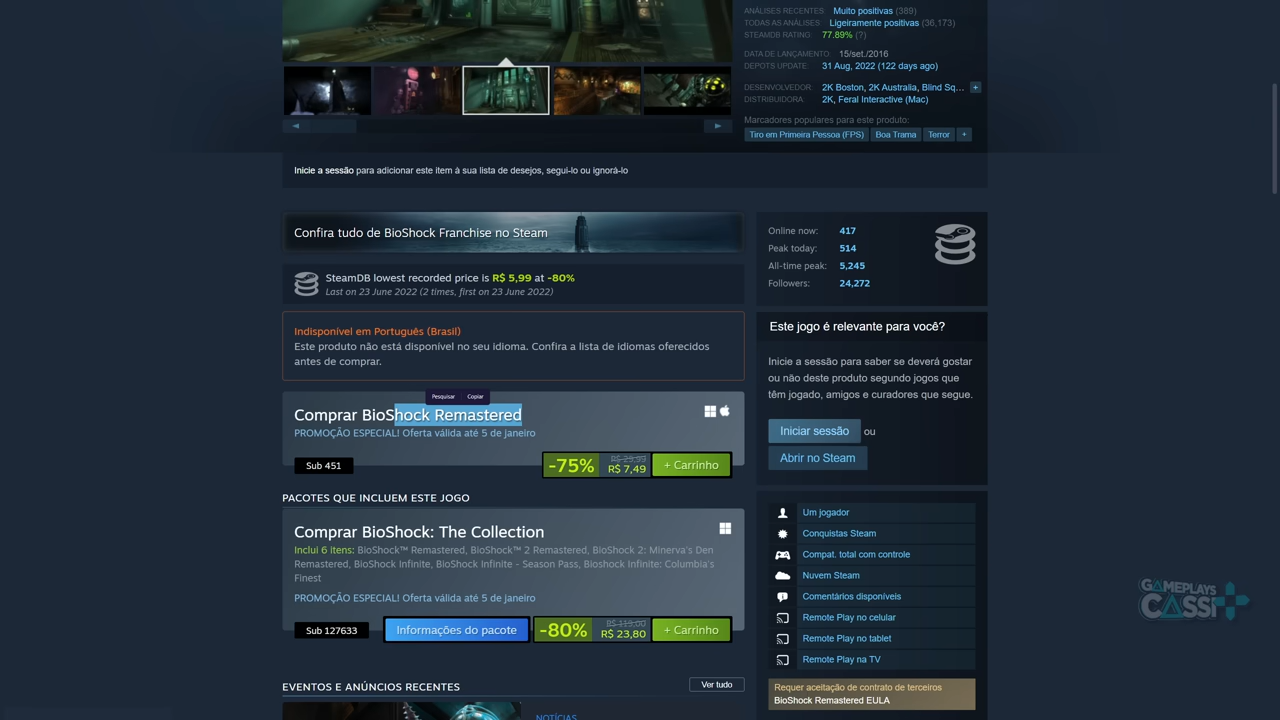 ANÁLISES RECENTES: Muito positivas (389)
TODAS AS ANÁLISES: Ligeiramente positivas (36,173)
STEAMDB RATING: 77.89% (?)
DATA DE LANÇAMENTO: 15/set./2016
DEPOTS UPDATE: 31 Aug, 2022 (122 days ago)
DESENVOLVEDOR: 2K Boston, 2K Australia, Blind Sq... +
DISTRIBUIDORA 2K, Feral Interactive (Mac)
Marcadores populares para este produto:
Tiro em Primeira Pessoa (FPS) Boa Trama Terror +
Inicie a sessão para adicionar este item à sua lista de desejos, segui-lo ou ignorá-lo
Confira tudo de BioShock Franchise no Steam
SteamDB lowest recorded price is R$ 5,99 at -80%
Last on 23 June 2022 (2 times, first on 23 June 2022)
Indisponível em Português (Brasil)
Este produto não está disponível no seu idioma. Confira a lista de idiomas oferecidos
antes de comprar.
Pesquisar Copiar
Comprar BioShock Remastered
PROMOÇÃO ESPECIAL! Oferta válida até 5 de janeiro
Sub 451
-75% R$ 29,99 R$ 7,49 + Carrinho
PACOTES QUE INCLUEM ESTE JOGO
Comprar BioShock: The Collection
Inclui 6 itens: BioShock™ Remastered, BioShock™ 2 Remastered, BioShock 2: Minerva's Den
Remastered, BioShock Infinite, BioShock Infinite - Season Pass, Bioshock Infinite: Columbia's
Finest
PROMOÇÃO ESPECIAL! Oferta válida até 5 de janeiro
Sub 127633
Informações do pacote
-80% R$ 119,00 R$ 23,80 + Carrinho
EVENTOS E ANÚNCIOS RECENTES
Ver tudo
NOTÍCIAS
Online now: 417
Peak today: 514
All-time peak: 5,245
Followers: 24,272
Este jogo é relevante para você?
Inicie a sessão para saber se deverá gostar
ou não deste produto segundo jogos que
têm jogado, amigos e curadores que segue.
Iniciar sessão ou
Abrir no Steam
Um jogador
Conquistas Steam
Compat. total com controle
Nuvem Steam
Comentários disponíveis
Remote Play no celular
Remote Play no tablet
Remote Play na TV
Requer aceitação de contrato de terceiros
BioShock Remastered EULA
GAMEPLAYS
CASSI